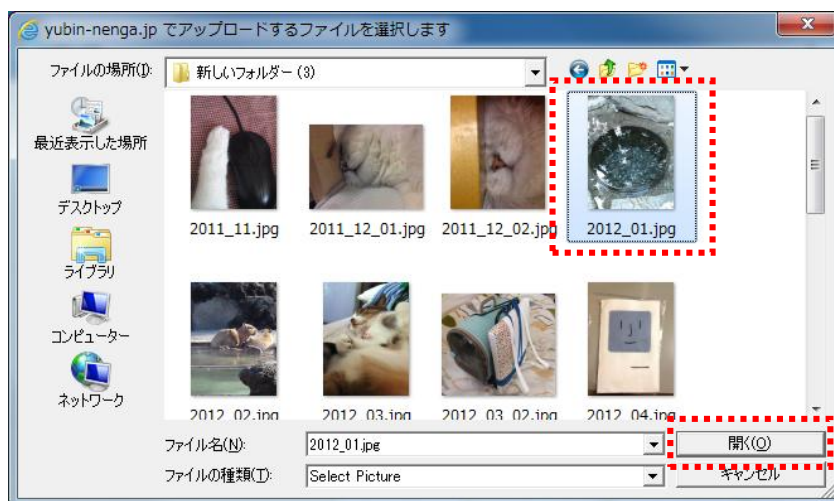 yubin-nenga.jp でアップロードするファイルを選択します
ファイルの場所(I):
新しいフォルダー (3)
最近表示した場所
デスクトップ
ライブラリ
コンピューター
ネットワーク
2011_11.jpg
2011_12_01.jpg
2011_12_02.jpg
2012_01.jpg
2012_02.jpg
2012_03.jpg
2012_03_02.jpg
2012_04.jpg
ファイル名(N):
2012_01.jpg
開く(O)
ファイルの種類(T):
Select Picture
キャンセル